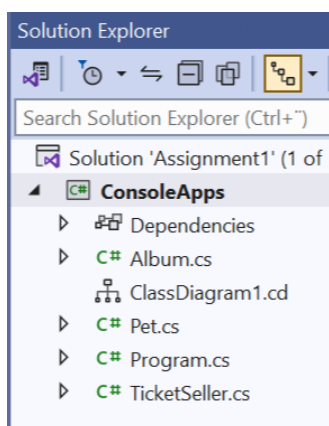 Solution Explorer
Search Solution Explorer (Ctrl+¨)
Solution 'Assignment1' (1 of
C# ConsoleApps
Dependencies
C# Album.cs
ClassDiagram1.cd
C# Pet.cs
C# Program.cs
C# TicketSeller.cs